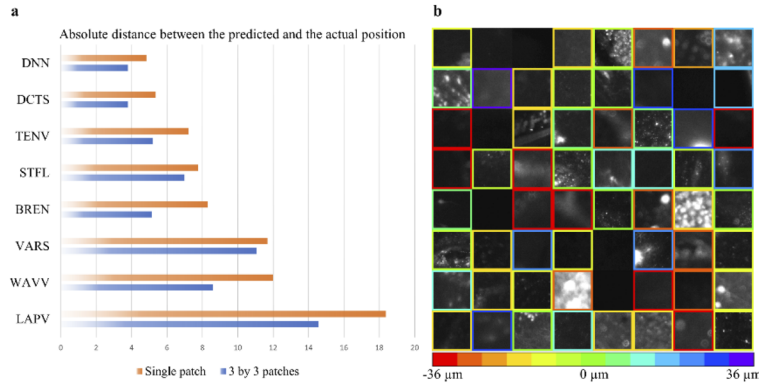 a
Absolute distance between the predicted and the actual position
DNN
DCTS
TENV
STFL
BREN
VARS
WAVV
LAPV
0 2 4 6 8 10 12 14 16 18 20
Single patch 3 by 3 patches
b
-36 µm 0 µm 36 µm